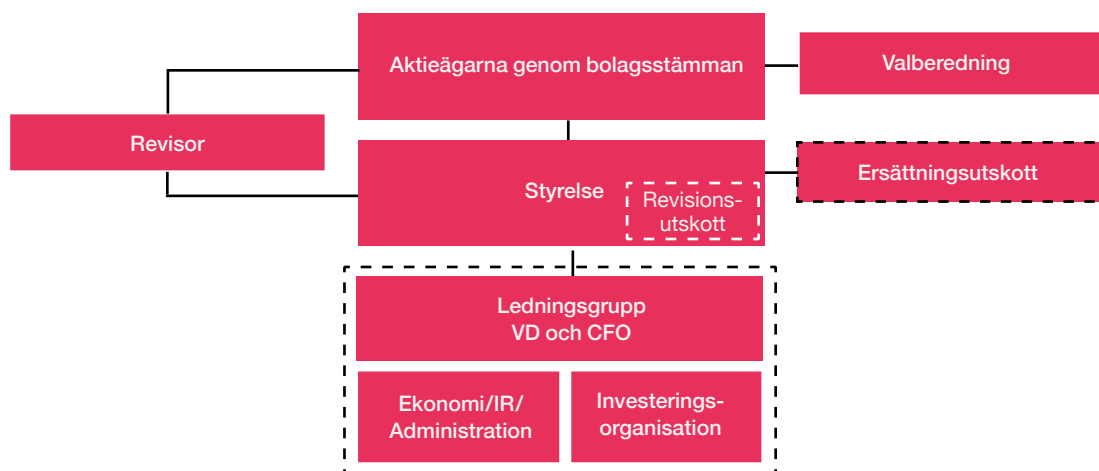 Aktieägarna genom bolagsstämman
Valberedning
Revisor
Styrelse
Revisions-
utskott
Ersättningsutskott
Ledningsgrupp
VD och CFO
Ekonomi/IR/
Administration
Investerings-
organisation